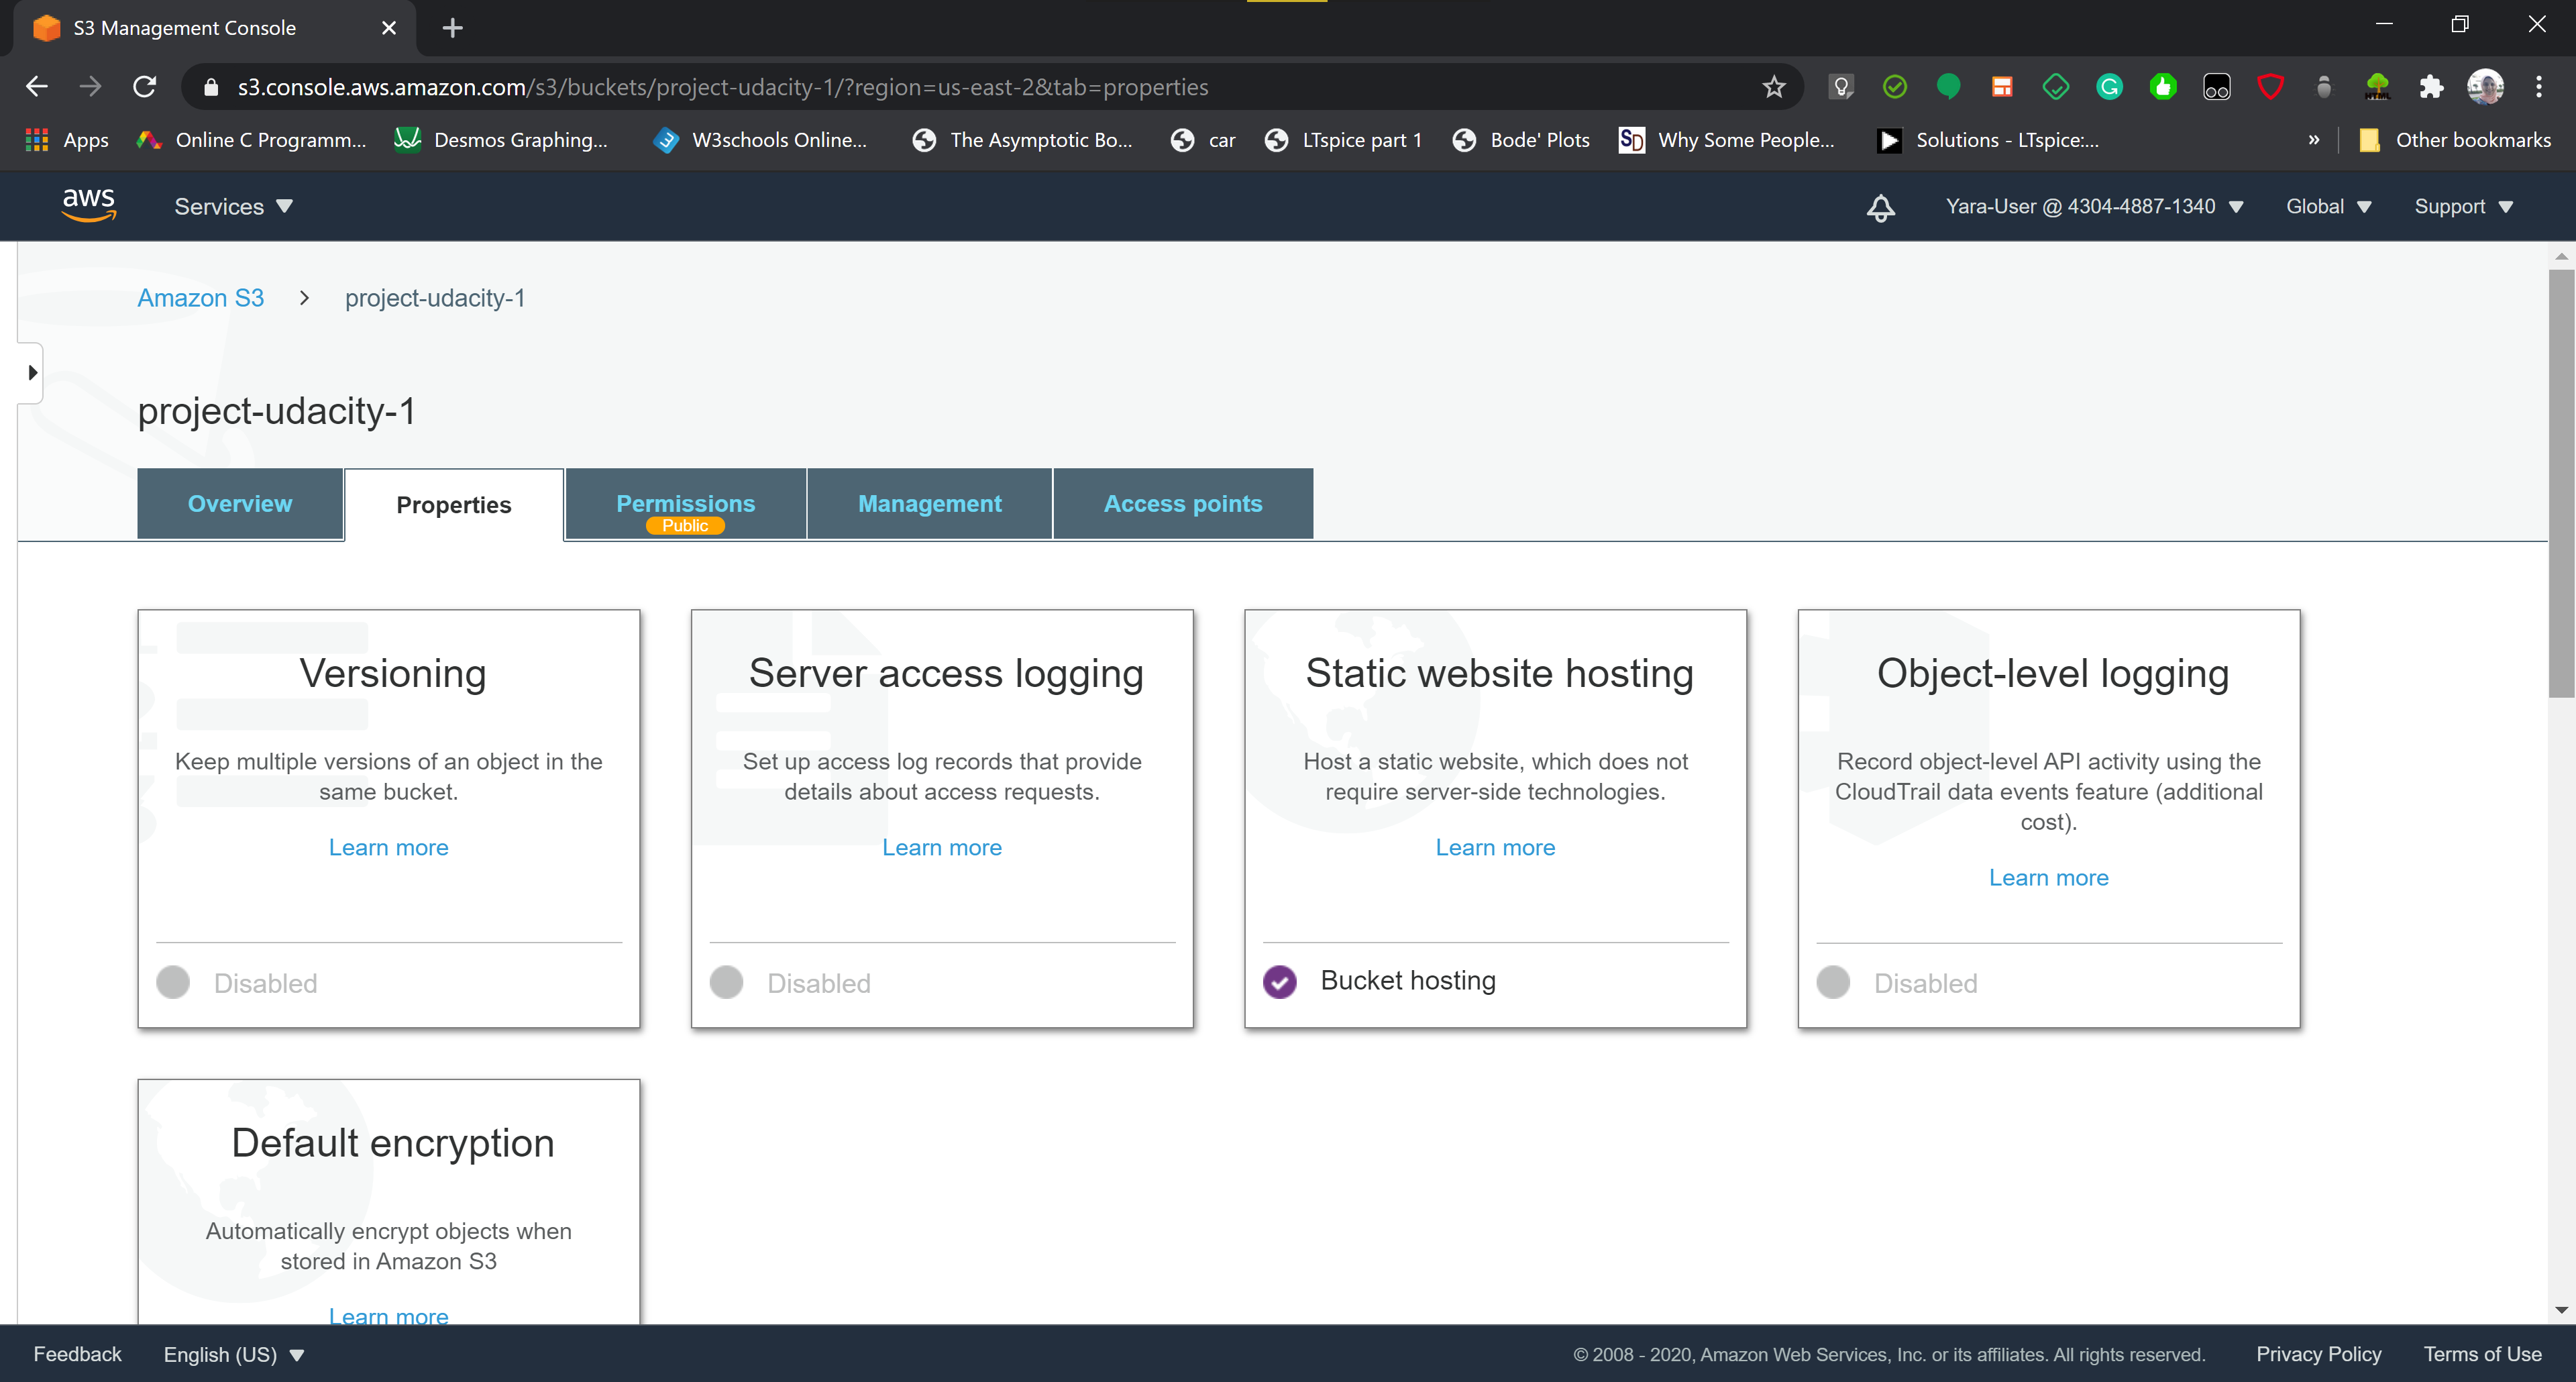 S3 Management Console
s3.console.aws.amazon.com/s3/buckets/project-udacity-1/?region=us-east-2&tab=properties
Apps Online C Programm... Desmos Graphing... W3schools Online... The Asymptotic Bo... car LTspice part 1 Bode' Plots SD Why Some People... Solutions - LTspice:... » Other bookmarks
aws Services Yara-User @ 4304-4887-1340 Global Support
Amazon S3 > project-udacity-1
project-udacity-1
Overview Properties Permissions Management Access points
Public
Versioning
Keep multiple versions of an object in the
same bucket.
Learn more
Disabled
Server access logging
Set up access log records that provide
details about access requests.
Learn more
Disabled
Static website hosting
Host a static website, which does not
require server-side technologies.
Learn more
Bucket hosting
Object-level logging
Record object-level API activity using the
CloudTrail data events feature (additional
cost).
Learn more
Disabled
Default encryption
Automatically encrypt objects when
stored in Amazon S3
Learn more
Feedback English (US) © 2008 - 2020, Amazon Web Services, Inc. or its affiliates. All rights reserved. Privacy Policy Terms of Use